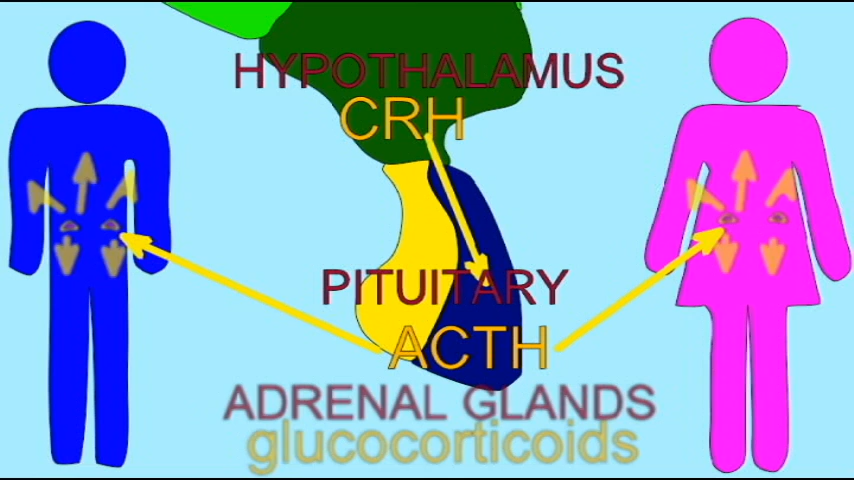 HYPOTHALAMUS
CRH
PITUITARY
ACTH
ADRENAL GLANDS
glucocorticoids